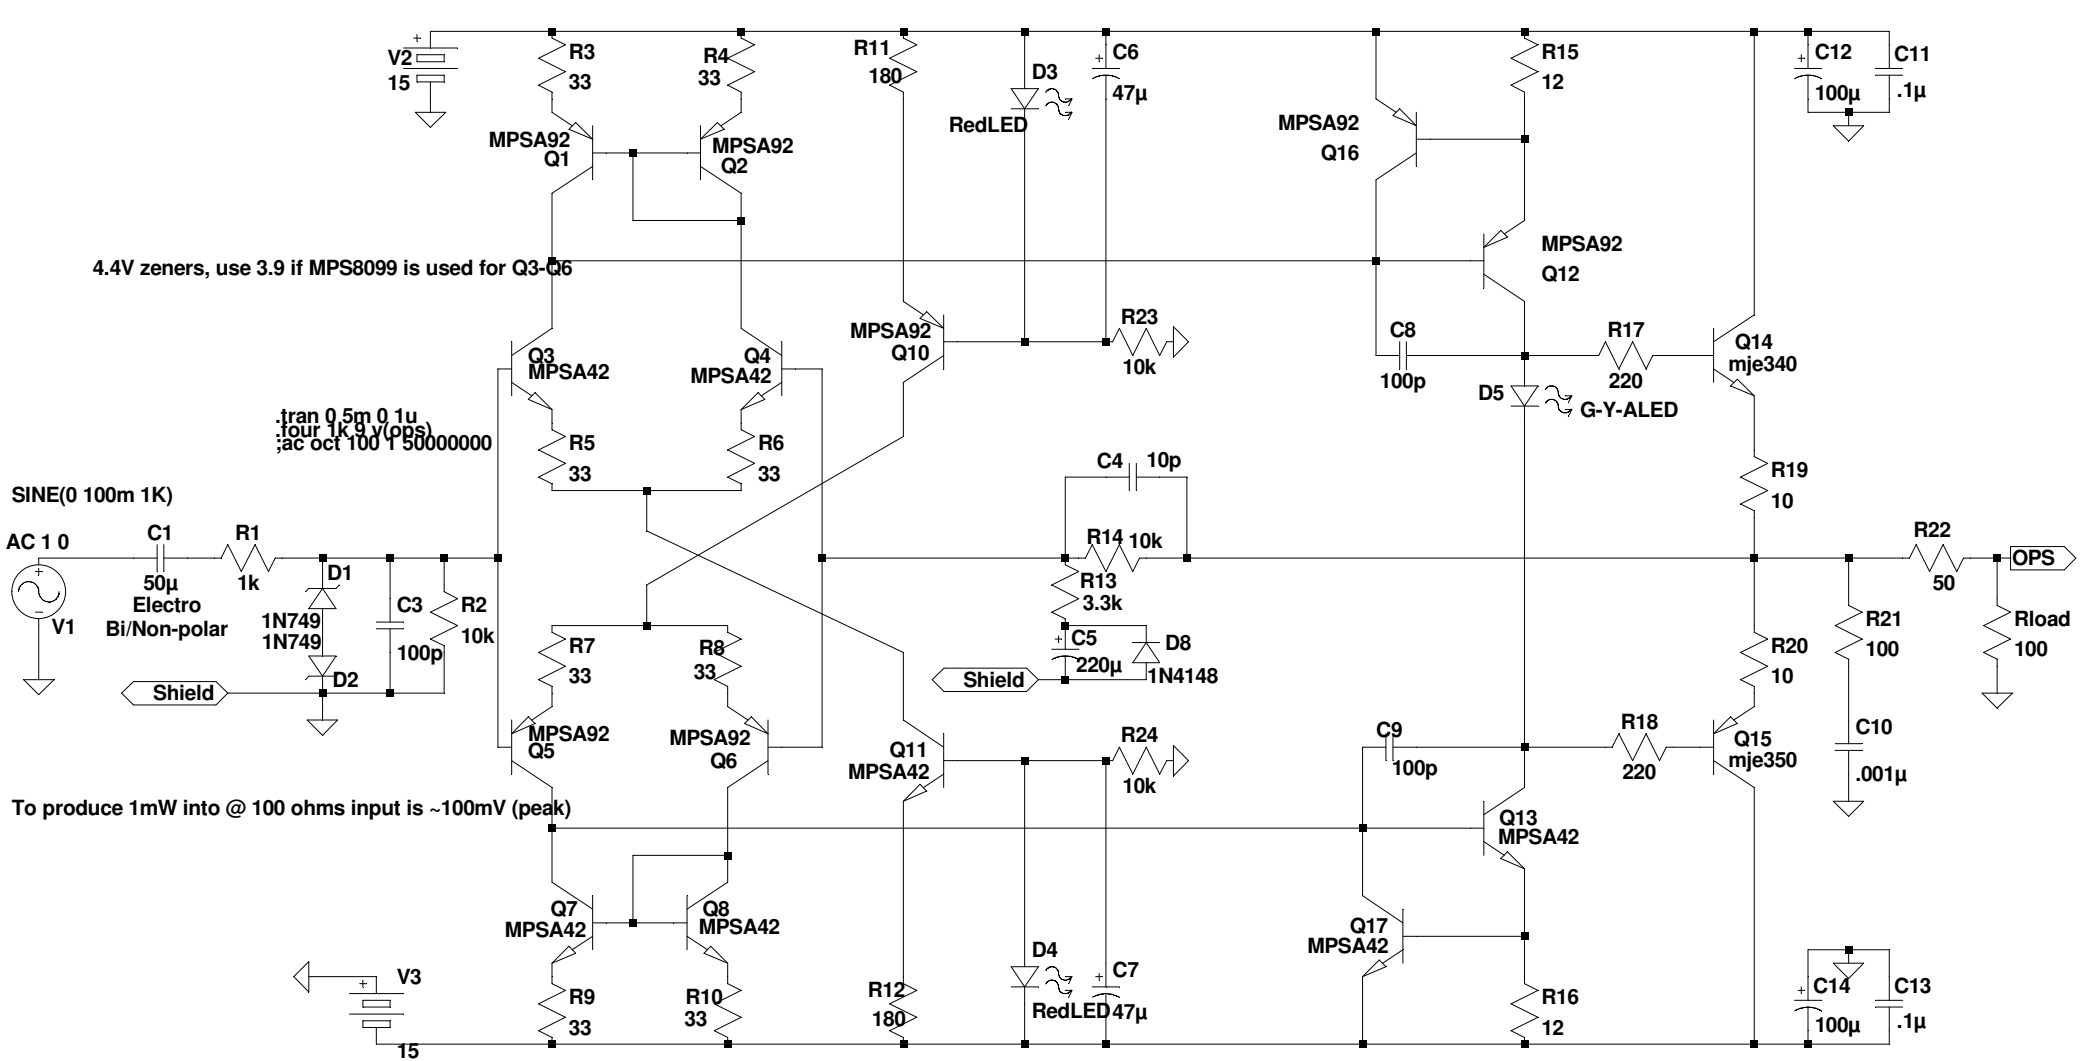 V2
15
R3
33
R4
33
R11
180
D3
RedLED
C6
47µ
R15
12
C12
100µ
C11
.1µ
MPSA92
Q1
MPSA92
Q2
MPSA92
Q16
MPSA92
Q12
4.4V zeners, use 3.9 if MPS8099 is used for Q3-Q6
Q3
MPSA42
Q4
MPSA42
MPSA92
Q10
R23
10k
C8
100p
R17
220
Q14
mje340
D5
G-Y-ALED
.tran 0 5m 0 1u
.four 1k 9 v(ops)
;ac oct 100 1 50000000
R5
33
R6
33
C4
10p
R19
10
SINE(0 100m 1K)
AC 1 0
V1
C1
50µ
Electro
Bi/Non-polar
R1
1k
D1
1N749
1N749
D2
C3
100p
R2
10k
Shield
R14
10k
R13
3.3k
C5
220µ
D8
1N4148
Shield
R22
50
OPS
R21
100
Rload
100
R20
10
R7
33
R8
33
MPSA92
Q5
MPSA92
Q6
Q11
MPSA42
R24
10k
C9
100p
R18
220
Q15
mje350
C10
.001µ
To produce 1mW into @ 100 ohms input is ~100mV (peak)
Q13
MPSA42
Q7
MPSA42
Q8
MPSA42
Q17
MPSA42
V3
15
R9
33
R10
33
R12
180
D4
RedLED
C7
47µ
R16
12
C14
100µ
C13
.1µ